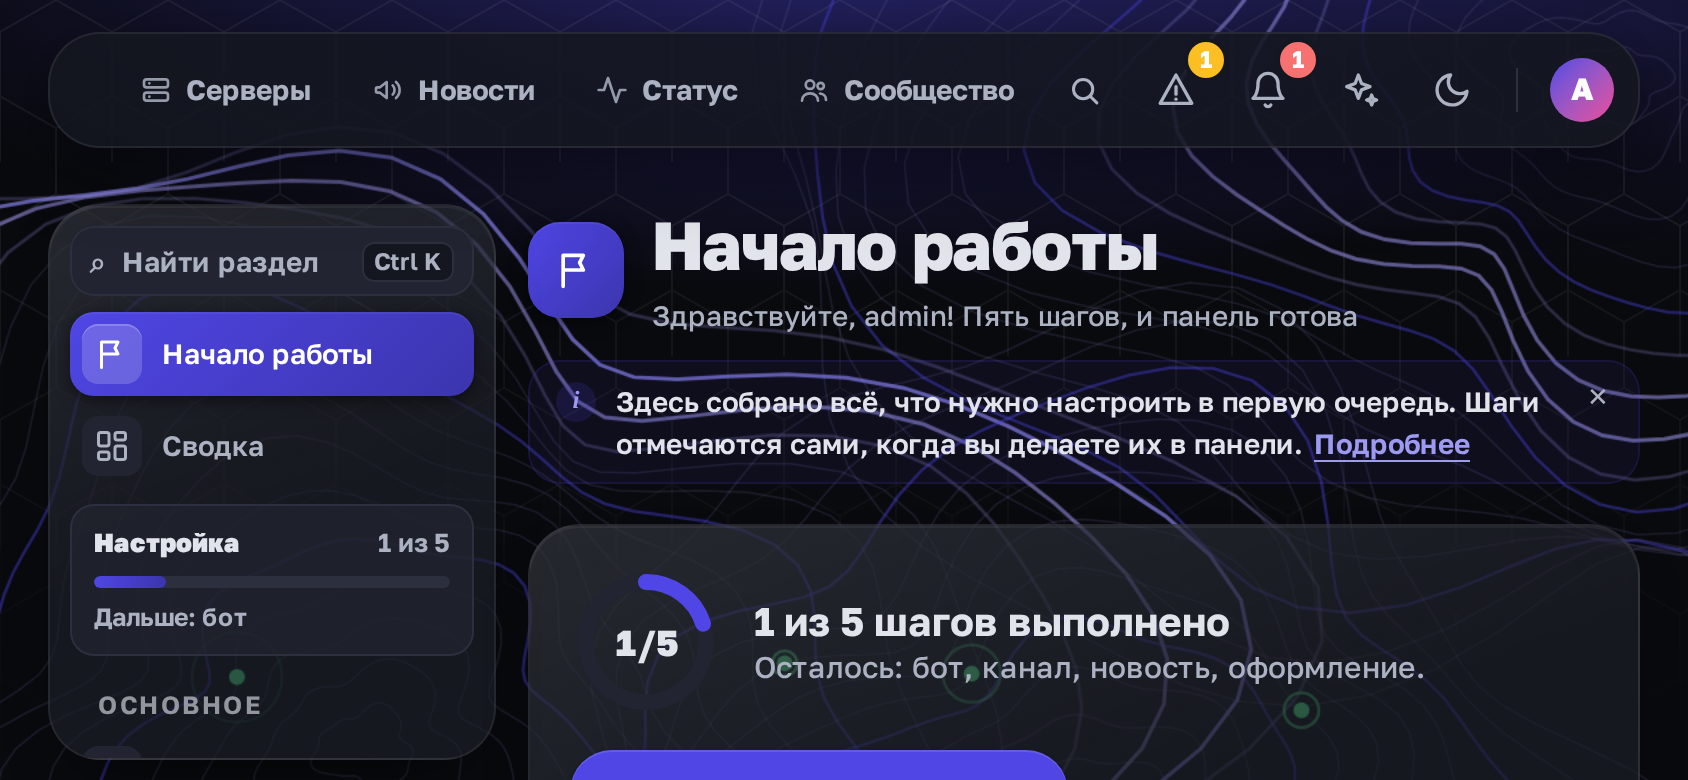 Серверы
Новости
Статус
Сообщество
1
1
A
Найти раздел
Ctrl K
Начало работы
Сводка
Настройка
1 из 5
Дальше: бот
ОСНОВНОЕ
Начало работы
Здравствуйте, admin! Пять шагов, и панель готова
i
Здесь собрано всё, что нужно настроить в первую очередь. Шаги
отмечаются сами, когда вы делаете их в панели. Подробнее
1/5
1 из 5 шагов выполнено
Осталось: бот, канал, новость, оформление.